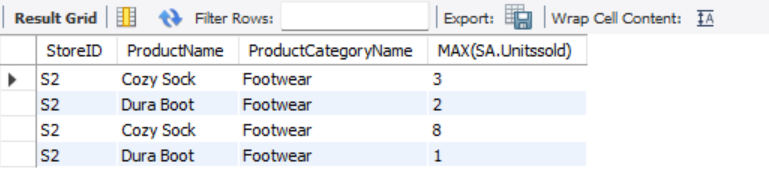 Result Grid Filter Rows: Export: Wrap Cell Content: IA
StoreID ProductName ProductCategoryName MAX(SA.Unitssold)
S2 Cozy Sock Footwear 3
S2 Dura Boot Footwear 2
S2 Cozy Sock Footwear 8
S2 Dura Boot Footwear 1